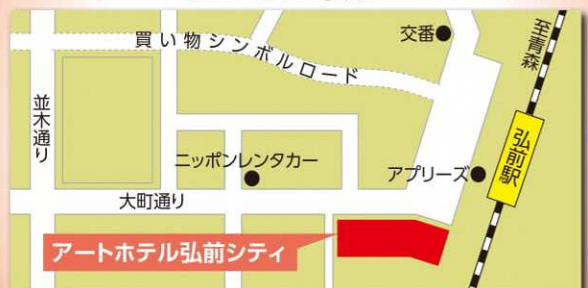 交番
至青森
買い物シンボルロード
並木通り
弘前駅
ニッポンレンタカー
アプリーズ
大町通り
アートホテル弘前シティ